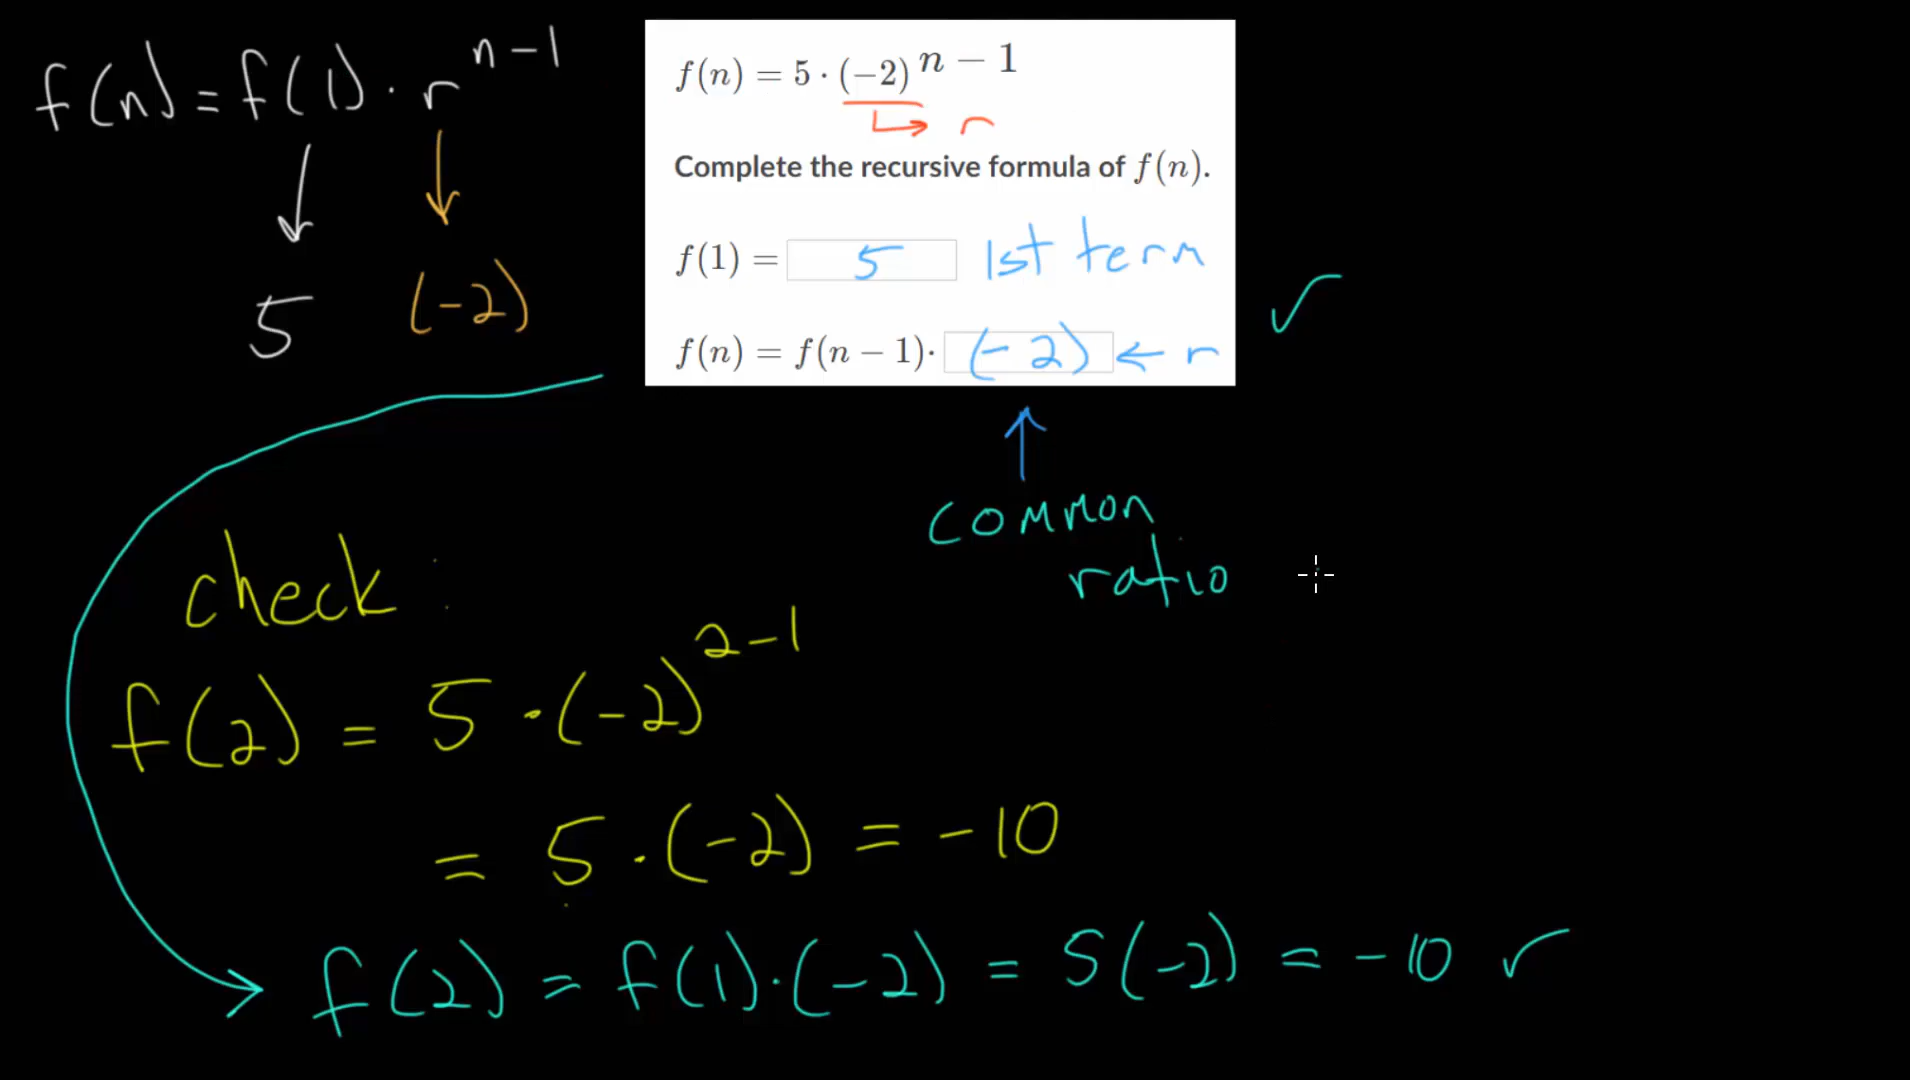 f(n) = f(1) · r^(n-1)
5 (-2)
f(n) = 5 · (−2)^(n − 1)
r
Complete the recursive formula of f(n).
f(1) = 5 1st term
f(n) = f(n − 1)· (-2) ← r
common
ratio
check :
f(2) = 5 · (-2)^(2-1)
= 5 · (-2) = -10
f(2) = f(1) · (-2) = 5(-2) = -10 ✓